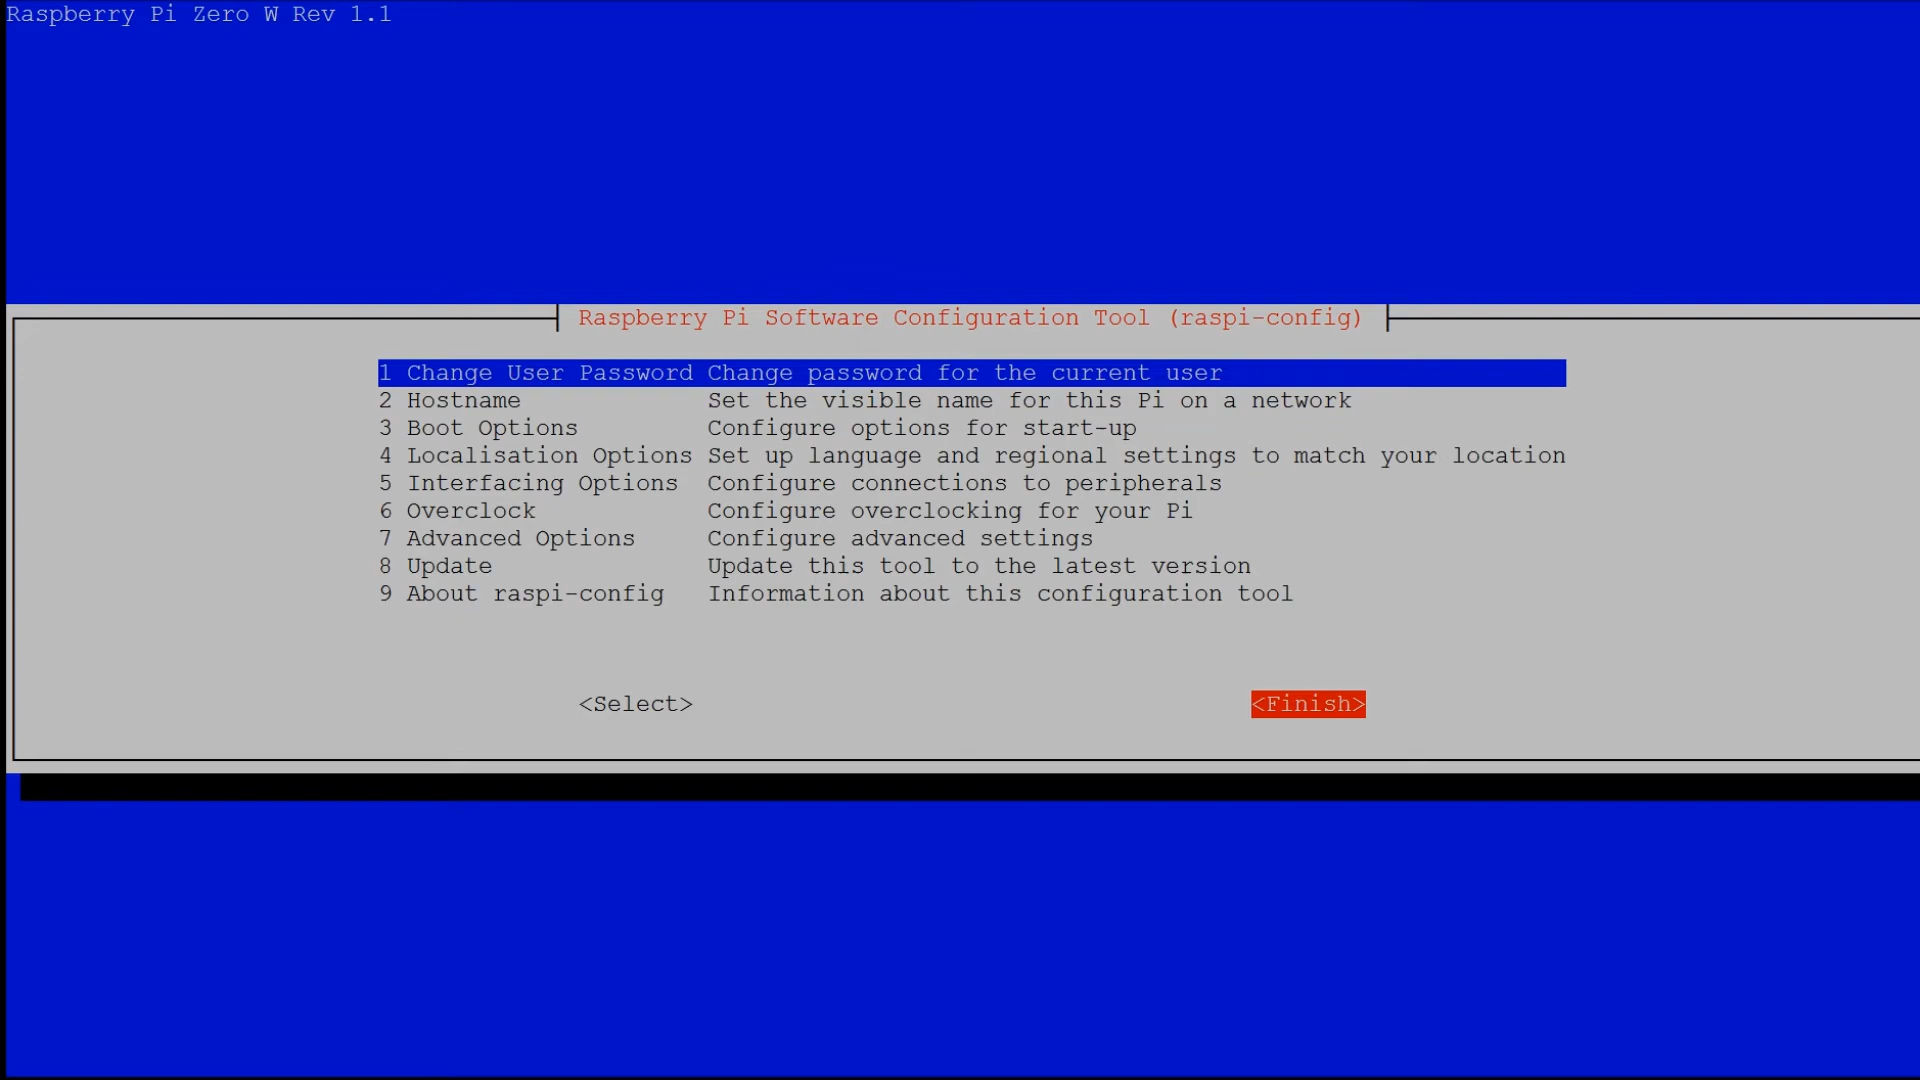 Raspberry Pi Zero W Rev 1.1
Raspberry Pi Software Configuration Tool (raspi-config)
1 Change User Password Change password for the current user
2 Hostname Set the visible name for this Pi on a network
3 Boot Options Configure options for start-up
4 Localisation Options Set up language and regional settings to match your location
5 Interfacing Options Configure connections to peripherals
6 Overclock Configure overclocking for your Pi
7 Advanced Options Configure advanced settings
8 Update Update this tool to the latest version
9 About raspi-config Information about this configuration tool
<Select> <Finish>